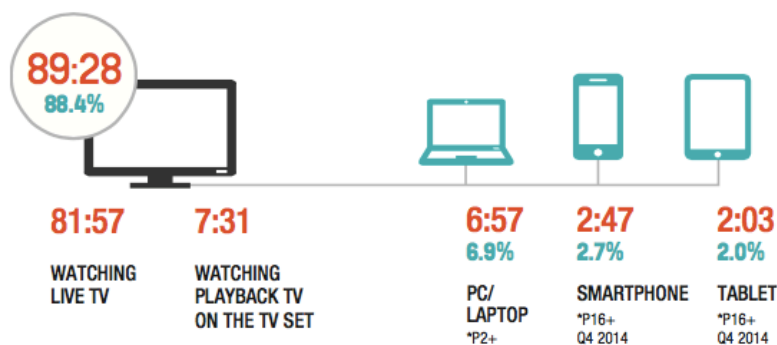 89:28
88.4%
81:57
WATCHING
LIVE TV
7:31
WATCHING
PLAYBACK TV
ON THE TV SET
6:57
6.9%
PC/
LAPTOP
*P2+
2:47
2.7%
SMARTPHONE
*P16+
Q4 2014
2:03
2.0%
TABLET
*P16+
Q4 2014